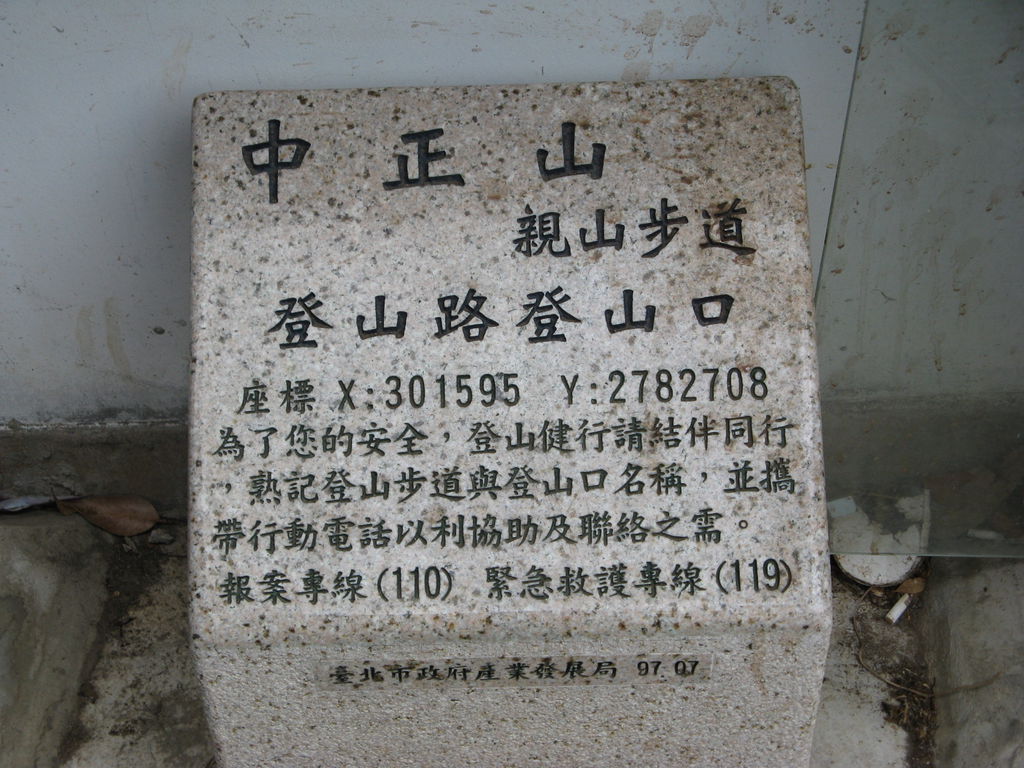 中正山
親山步道
登山路登山口
座標 X:301595 Y:2782708
為了您的安全，登山健行請結伴同行
，熟記登山步道與登山口名稱，並攜
帶行動電話以利協助及聯絡之需。
報案專線(110) 緊急救護專線(119)
臺北市政府產業發展局 97.07